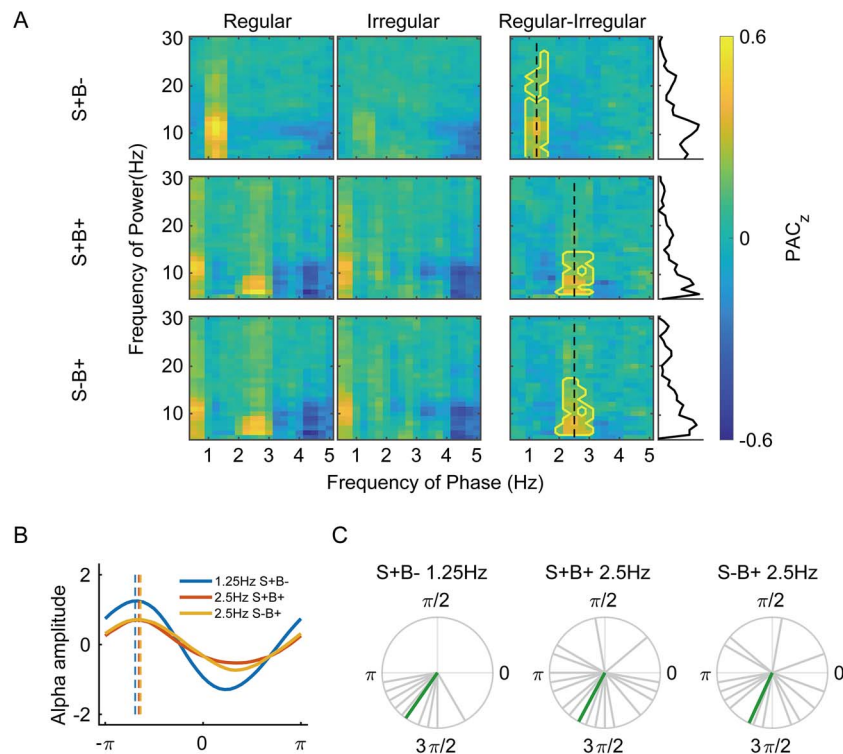 A
Regular
Irregular
Regular-Irregular
S+B-
S+B+
S-B+
Frequency of Power(Hz)
30
20
10
30
20
10
30
20
10
1 2 3 4 5
1 2 3 4 5
1 2 3 4 5
Frequency of Phase (Hz)
0.6
0
-0.6
PACz
B
Alpha amplitude
2
0
-2
-π
0
π
1.25Hz S+B-
2.5Hz S+B+
2.5Hz S-B+
C
S+B- 1.25Hz
π/2
π
0
3π/2
S+B+ 2.5Hz
π/2
π
0
3π/2
S-B+ 2.5Hz
π/2
π
0
3π/2